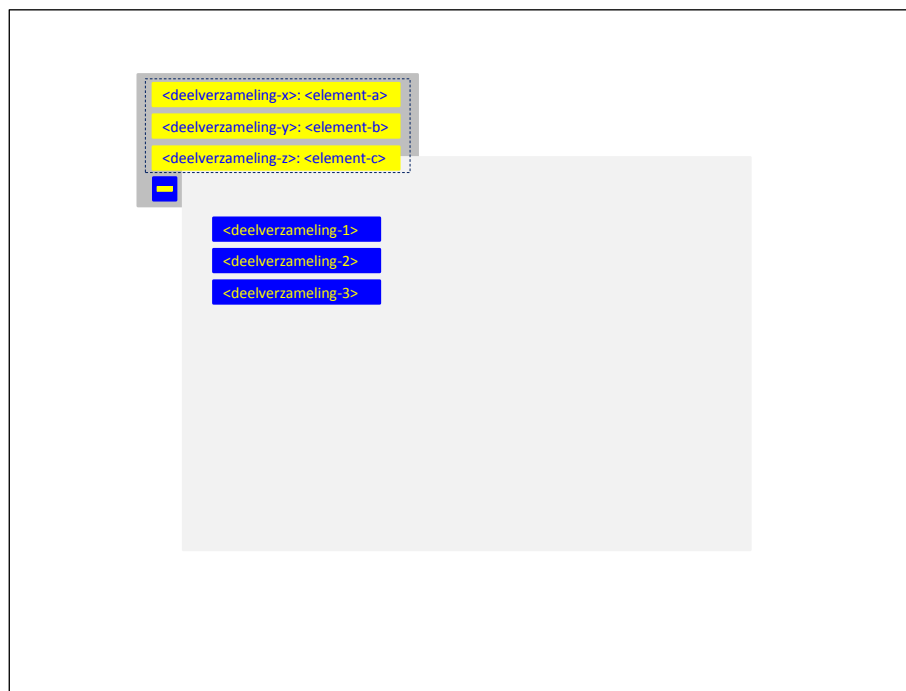 <deelverzameling-x>: <element-a>
<deelverzameling-y>: <element-b>
<deelverzameling-z>: <element-c>
<deelverzameling-1>
<deelverzameling-2>
<deelverzameling-3>